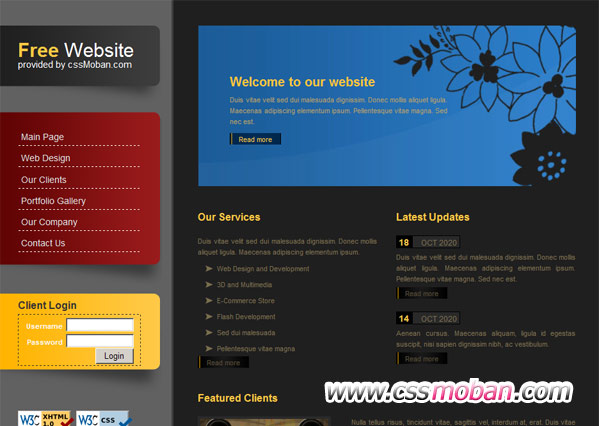 Free Website
provided by cssMoban.com
Main Page
Web Design
Our Clients
Portfolio Gallery
Our Company
Contact Us
Client Login
Username
Password
Login
W3C XHTML 1.0
W3C CSS
Welcome to our website
Duis vitae velit sed dui malesuada dignissim. Donec mollis aliquet ligula.
Maecenas adipiscing elementum ipsum. Pellentesque vitae magna. Sed
nec est.
Read more
Our Services
Duis vitae velit sed dui malesuada dignissim. Donec mollis
aliquet ligula.
Web Design and Development
3D and Multimedia
E-Commerce Store
Flash Development
Sed dui malesuada
Pellentesque vitae magna
Read more
Latest Updates
18 OCT 2020
Duis vitae velit sed dui malesuada dignissim. Donec mollis
aliquet ligula. Maecenas adipiscing elementum ipsum.
Pellentesque vitae magna. Sed nec est.
Read more
14 OCT 2020
Aenean cursus. Maecenas aliquam, ligula id egestas
suscipit, nisi sapien dignissim nibh, ac vestibulum.
Read more
Featured Clients
Nulla tellus risus, tincidunt vitae, sagittis vel, interdum at, erat. Duis vitae
www.cssmoban.com